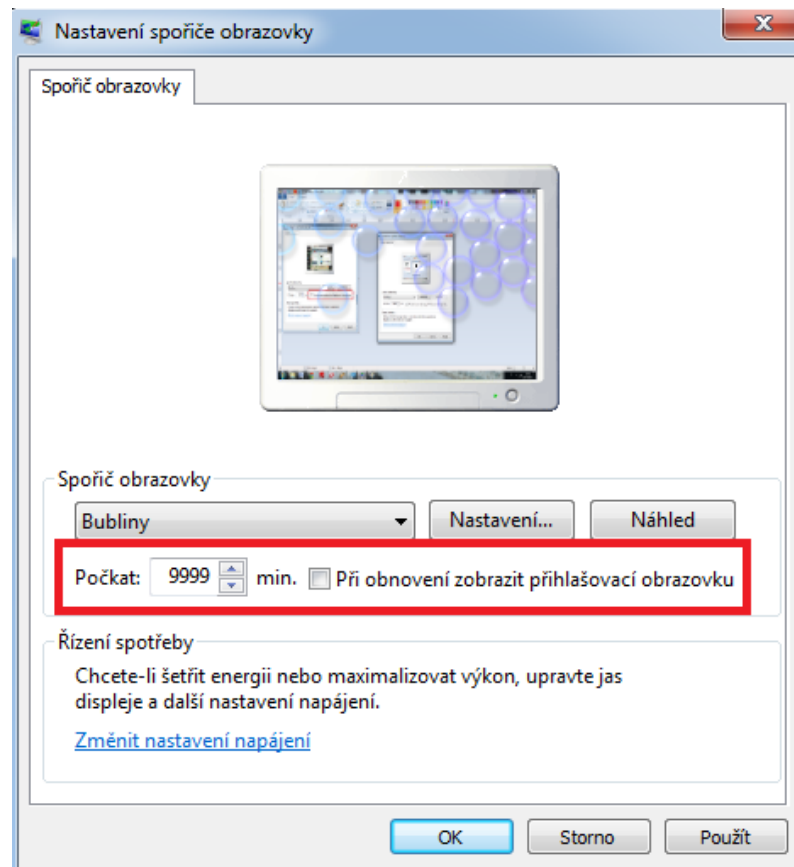 Nastavení spořiče obrazovky
Spořič obrazovky
Spořič obrazovky
Bubliny
Nastavení...
Náhled
Počkat: 9999 min. Při obnovení zobrazit přihlašovací obrazovku
Řízení spotřeby
Chcete-li šetřit energii nebo maximalizovat výkon, upravte jas
displeje a další nastavení napájení.
Změnit nastavení napájení
OK
Storno
Použít